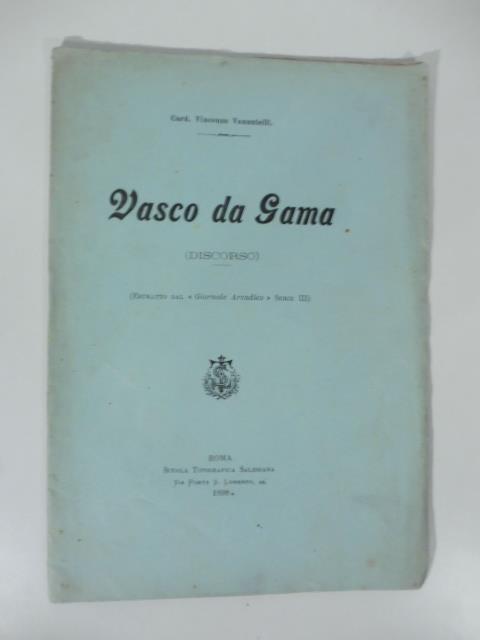 Card. Vincenzo Vannutelli.
Vasco da Gama
(DISCORSO)
(Estratto dal « Giornale Arcadico » Serie III)
ROMA
Scuola Tipografica Salesiana
Via Porta S. Lorenzo,
1898.